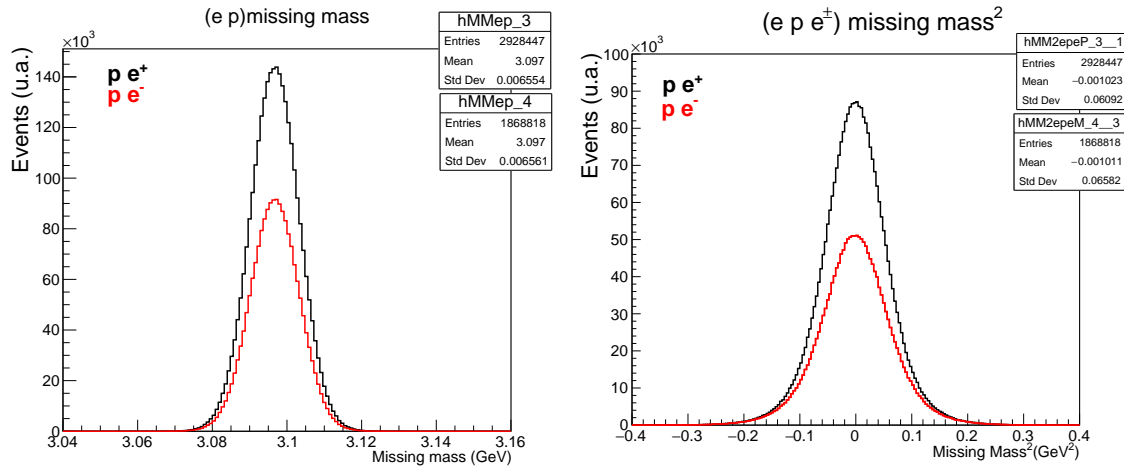 (e p)missing mass
×10³
hMMep_3
Entries 2928447
Mean 3.097
Std Dev 0.006554
hMMep_4
Entries 1868818
Mean 3.097
Std Dev 0.006561
p e⁺
p e⁻
Events (u.a.)
140
120
100
80
60
40
20
0
3.04 3.06 3.08 3.1 3.12 3.14 3.16
Missing mass (GeV)
(e p e±) missing mass²
×10³
hMM2epeP_3__1
Entries 2928447
Mean −0.001023
Std Dev 0.06092
hMM2epeM_4__3
Entries 1868818
Mean −0.001011
Std Dev 0.06582
p e⁺
p e⁻
Events (u.a.)
100
90
80
70
60
50
40
30
20
10
0
−0.4 −0.3 −0.2 −0.1 0 0.1 0.2 0.3 0.4
Missing Mass²(GeV²)